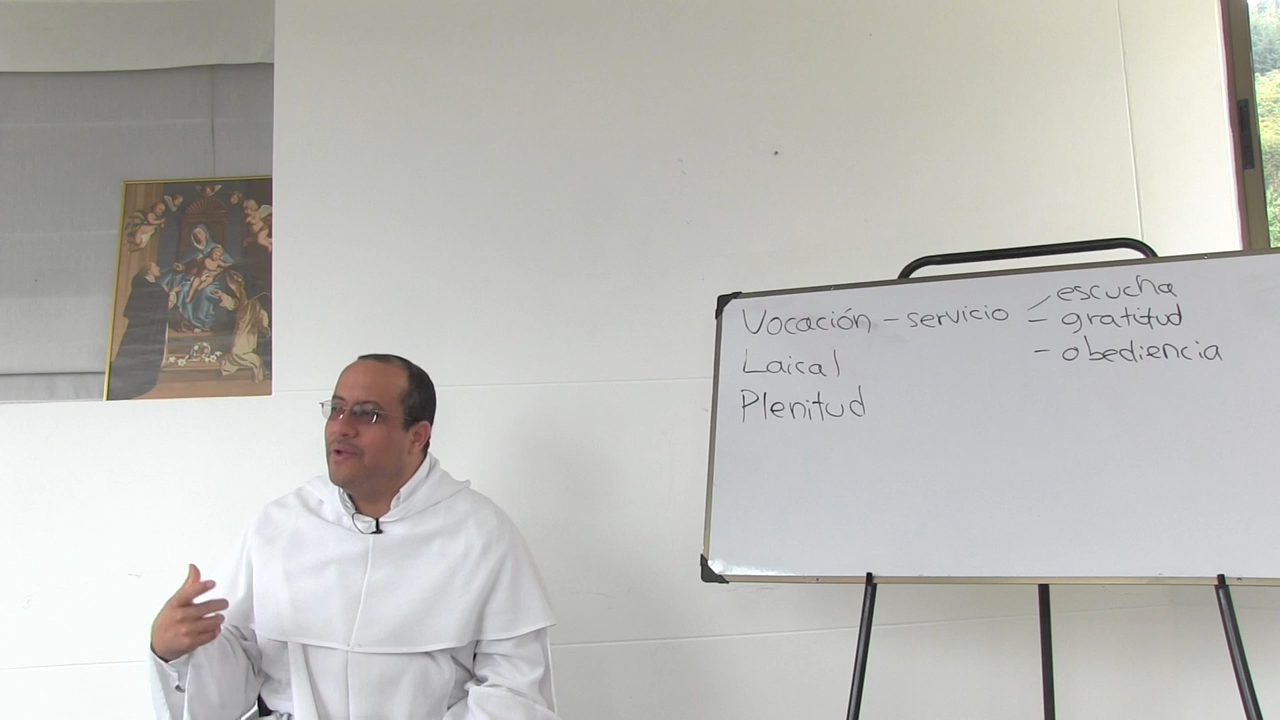 Vocación - servicio - escucha
- gratitud
- obediencia
Laical
Plenitud